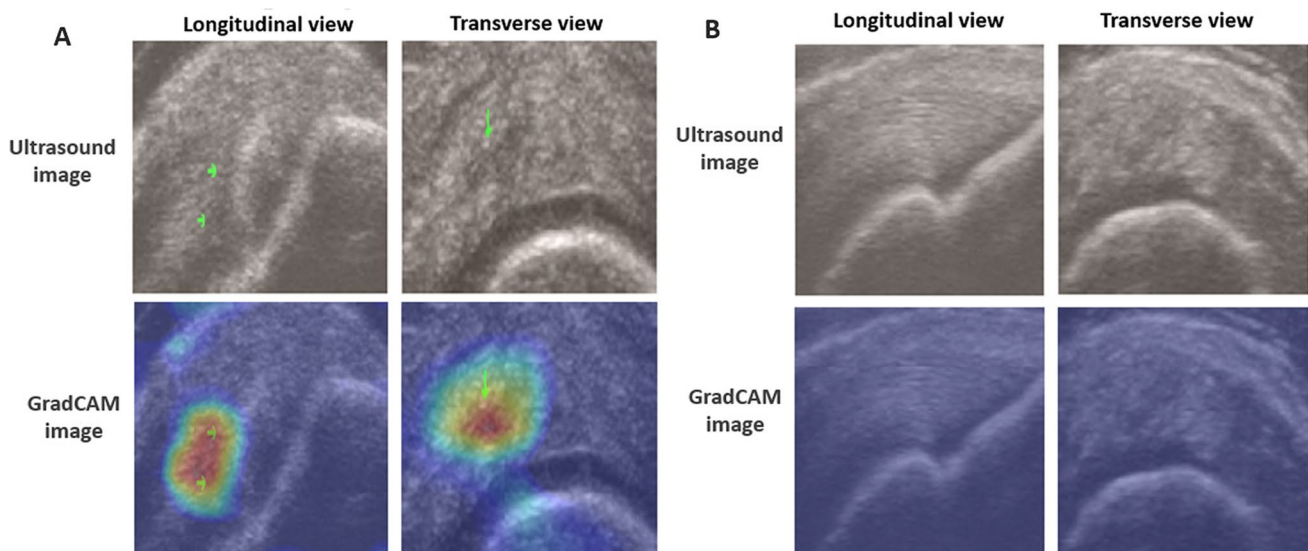 A
Longitudinal view
Transverse view
Ultrasound
image
GradCAM
image
B
Longitudinal view
Transverse view
Ultrasound
image
GradCAM
image